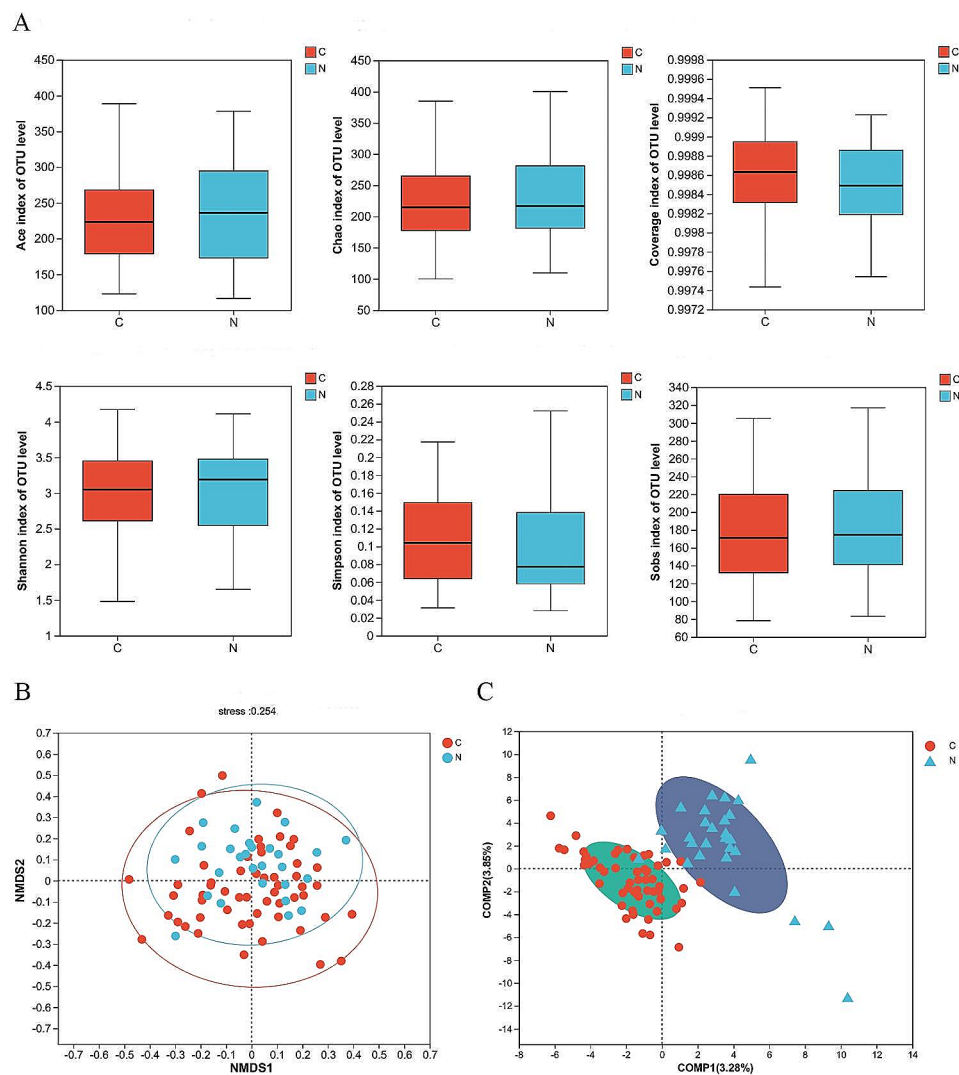 A
Ace index of OTU level
450
400
350
300
250
200
150
100
C
N
C
N
Chao index of OTU level
450
400
350
300
250
200
150
100
50
C
N
C
N
Coverage index of OTU level
0.9998
0.9996
0.9994
0.9992
0.999
0.9988
0.9986
0.9984
0.9982
0.998
0.9978
0.9976
0.9974
0.9972
C
N
C
N
Shannon index of OTU level
4.5
4
3.5
3
2.5
2
1.5
1
C
N
C
N
Simpson index of OTU level
0.28
0.26
0.24
0.22
0.2
0.18
0.16
0.14
0.12
0.1
0.08
0.06
0.04
0.02
0
C
N
C
N
Sobs index of OTU level
340
320
300
280
260
240
220
200
180
160
140
120
100
80
60
C
N
C
N
B
stress :0.254
NMDS2
0.7
0.6
0.5
0.4
0.3
0.2
0.1
0
-0.1
-0.2
-0.3
-0.4
-0.5
-0.6
-0.7
-0.7 -0.6 -0.5 -0.4 -0.3 -0.2 -0.1 0 0.1 0.2 0.3 0.4 0.5 0.6 0.7
NMDS1
C
N
C
COMP2(3.85%)
12
10
8
6
4
2
0
-2
-4
-6
-8
-10
-12
-14
-8 -6 -4 -2 0 2 4 6 8 10 12 14
COMP1(3.28%)
C
N